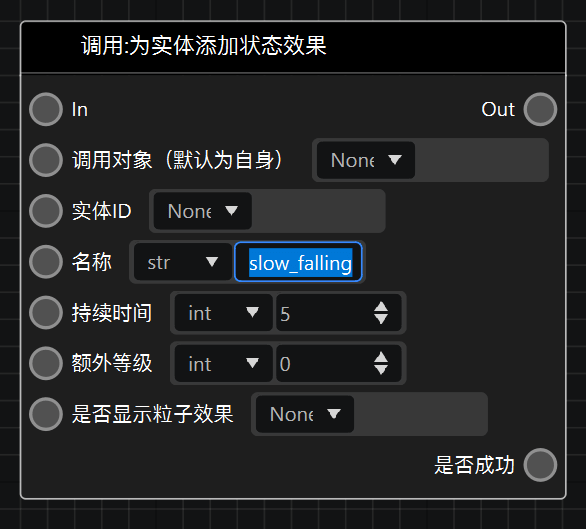 调用:为实体添加状态效果
In Out
调用对象（默认为自身） None
实体ID None
名称 str slow_falling
持续时间 int 5
额外等级 int 0
是否显示粒子效果 None
是否成功